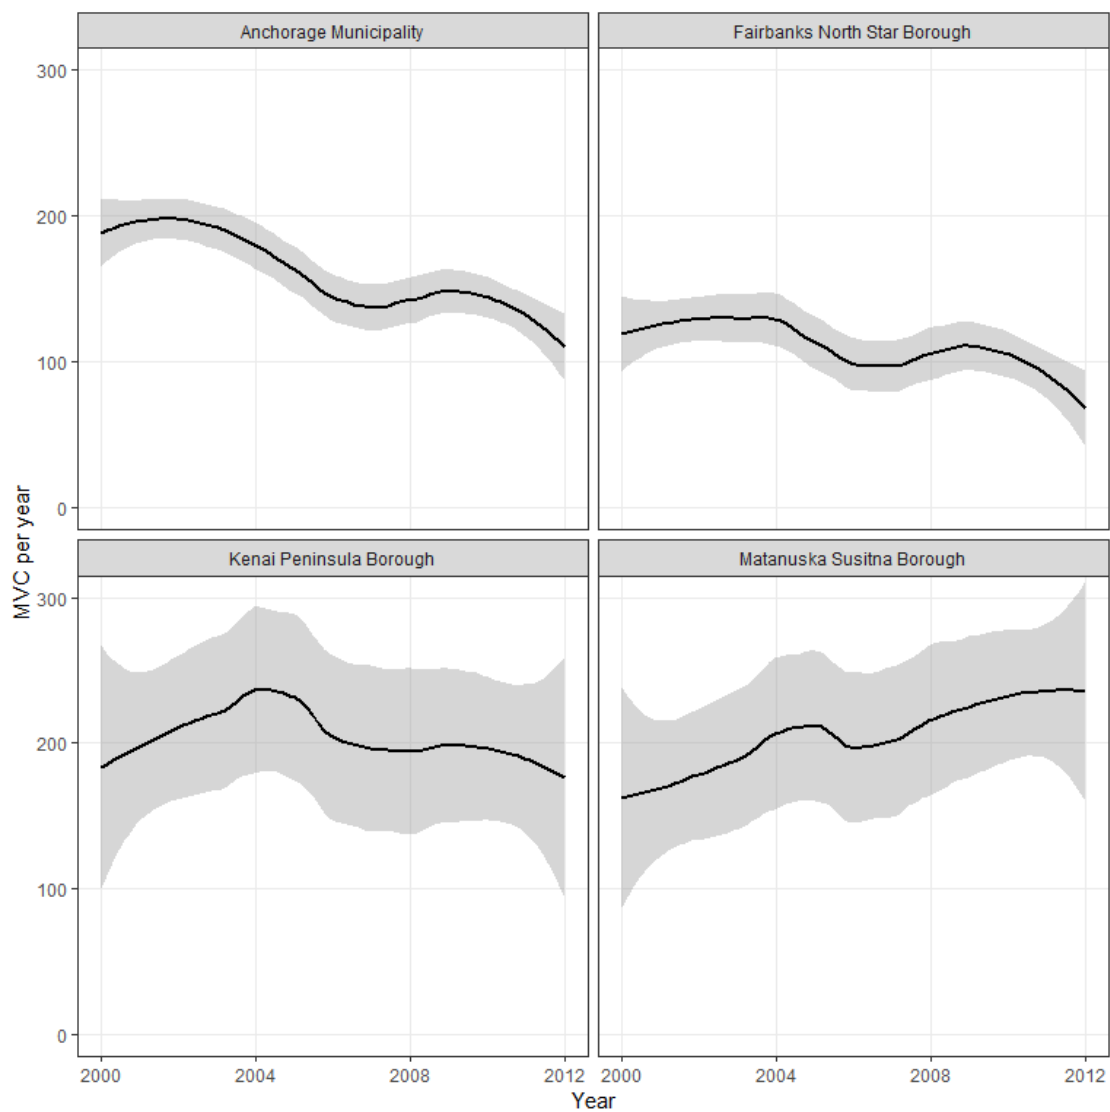 Anchorage Municipality
Fairbanks North Star Borough
300
200
100
0
MVC per year
Kenai Peninsula Borough
Matanuska Susitna Borough
300
200
100
0
2000
2004
2008
2012
2000
2004
2008
2012
Year